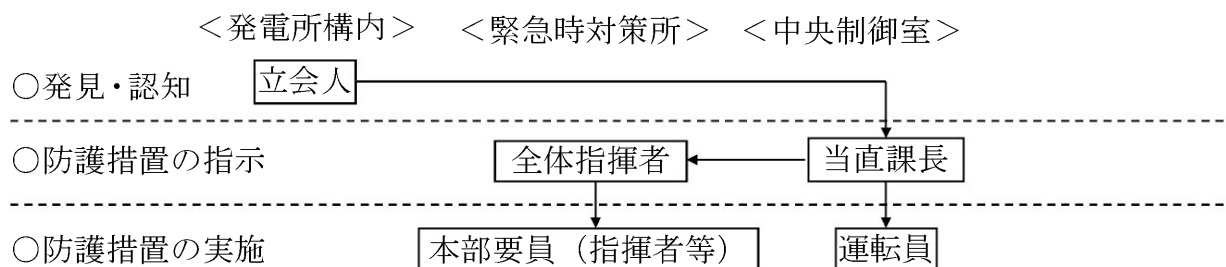 ＜発電所構内＞ ＜緊急時対策所＞ ＜中央制御室＞
○発見・認知 立会人
○防護措置の指示 全体指揮者 当直課長
○防護措置の実施 本部要員（指揮者等） 運転員